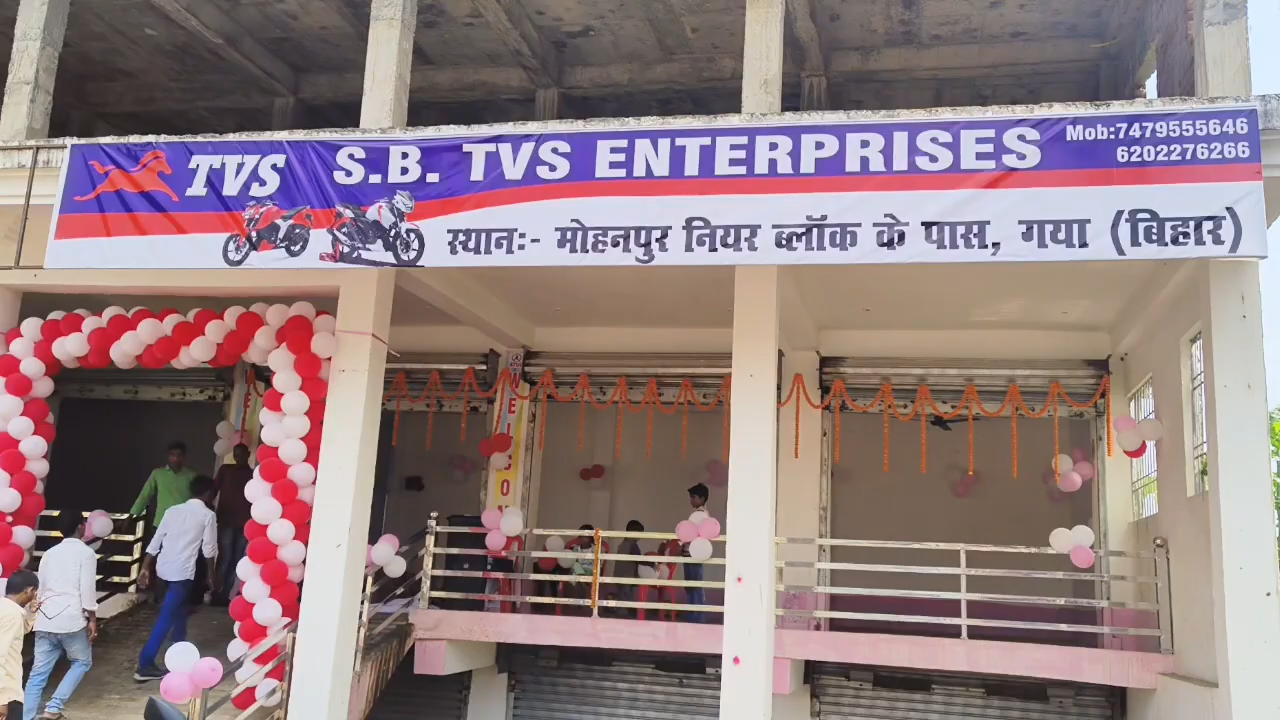 TVS S.B. TVS ENTERPRISES Mob:7479555646
6202276266
स्थानः- मोहनपुर नियर ब्लॉक के पास, गया (बिहार)